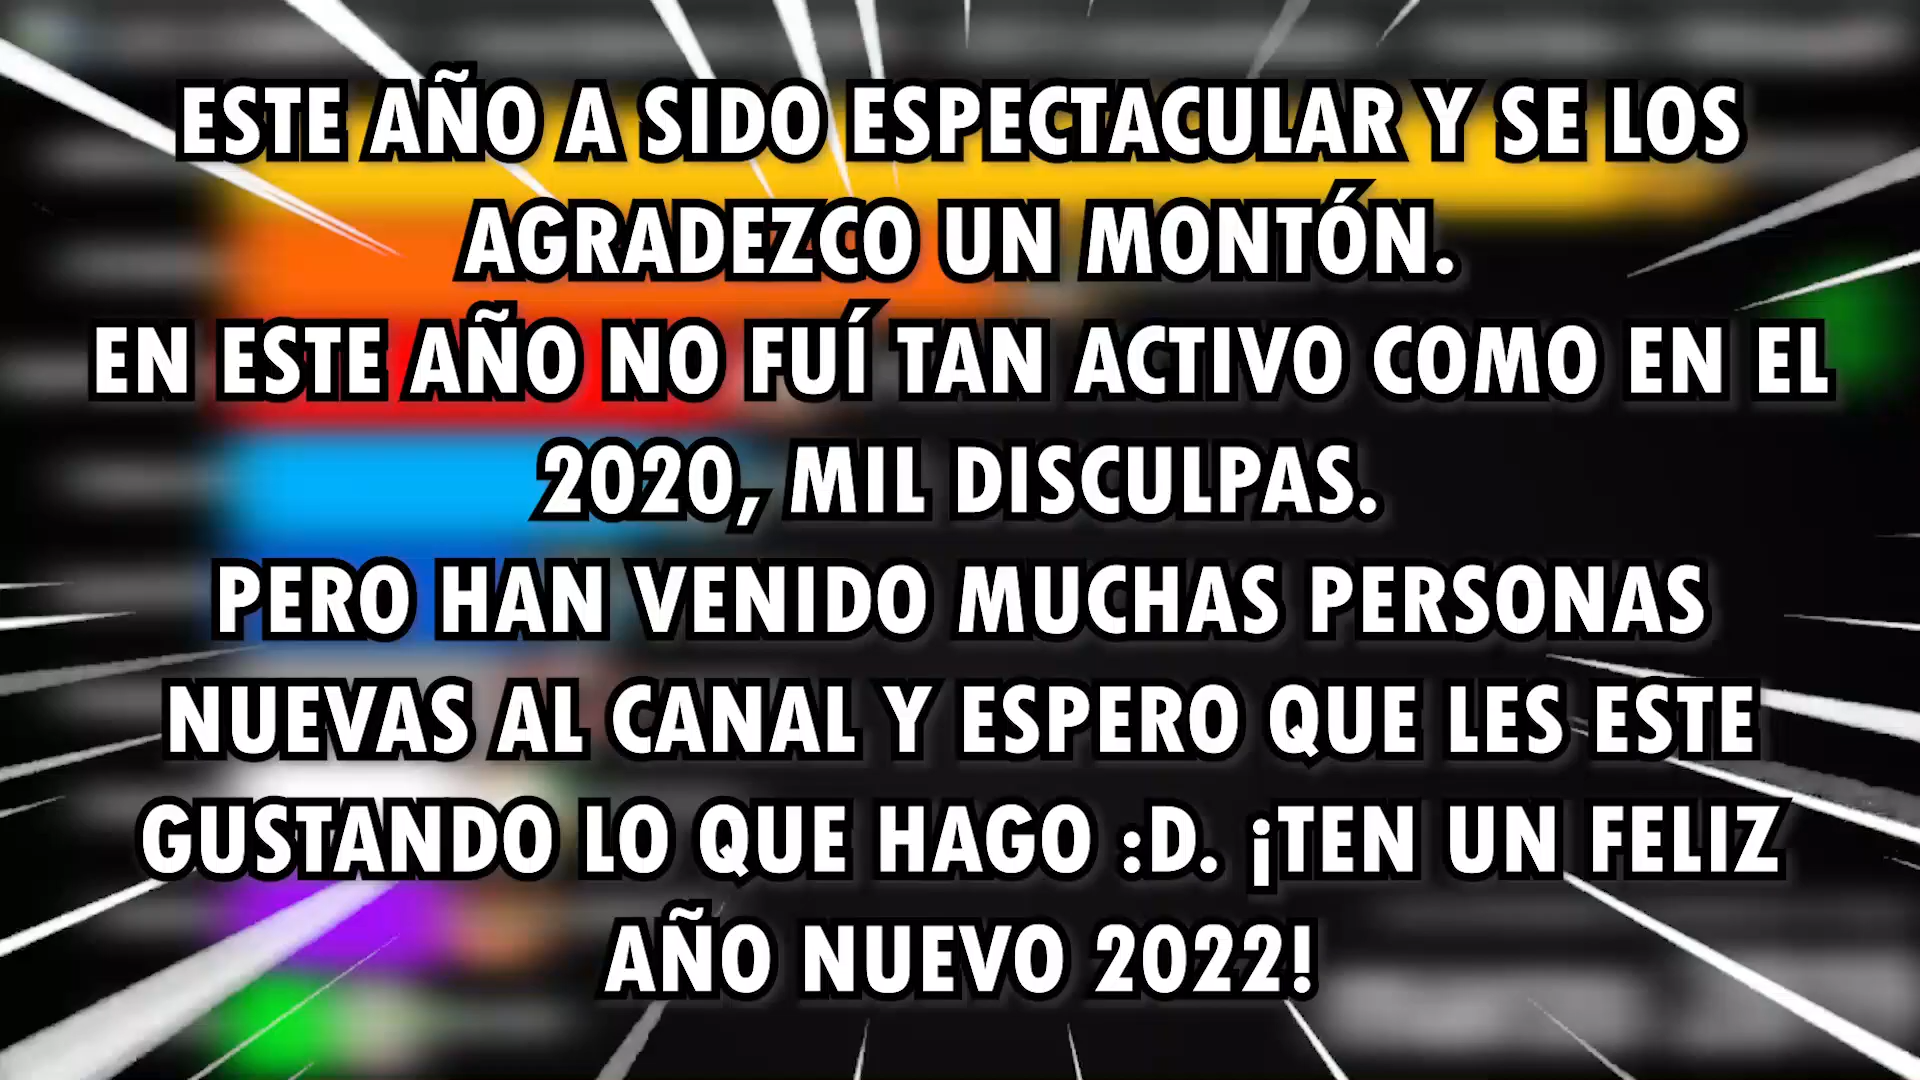 ESTE AÑO A SIDO ESPECTACULAR Y SE LOS
AGRADEZCO UN MONTÓN.
EN ESTE AÑO NO FUÍ TAN ACTIVO COMO EN EL
2020, MIL DISCULPAS.
PERO HAN VENIDO MUCHAS PERSONAS
NUEVAS AL CANAL Y ESPERO QUE LES ESTE
GUSTANDO LO QUE HAGO :D. ¡TEN UN FELIZ
AÑO NUEVO 2022!